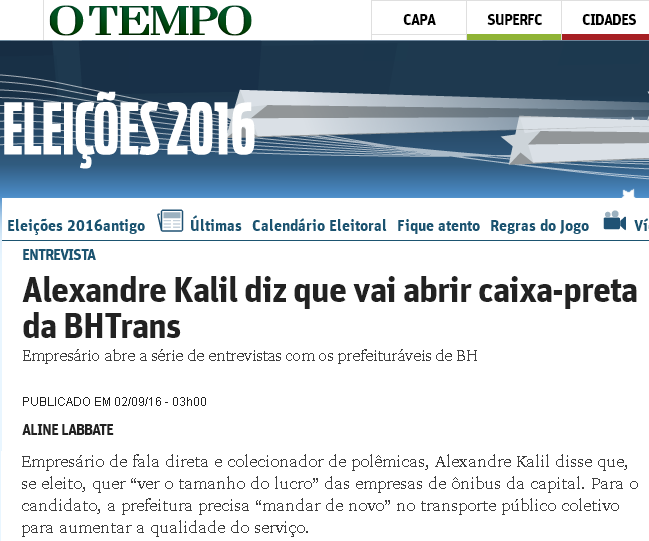 O TEMPO
CAPA SUPERFC CIDADES
ELEIÇÕES 2016
Eleições 2016antigo Últimas Calendário Eleitoral Fique atento Regras do Jogo Ví
ENTREVISTA
Alexandre Kalil diz que vai abrir caixa-preta
da BHTrans
Empresário abre a série de entrevistas com os prefeituráveis de BH
PUBLICADO EM 02/09/16 - 03h00
ALINE LABBATE
Empresário de fala direta e colecionador de polêmicas, Alexandre Kalil disse que,
se eleito, quer “ver o tamanho do lucro” das empresas de ônibus da capital. Para o
candidato, a prefeitura precisa “mandar de novo” no transporte público coletivo
para aumentar a qualidade do serviço.